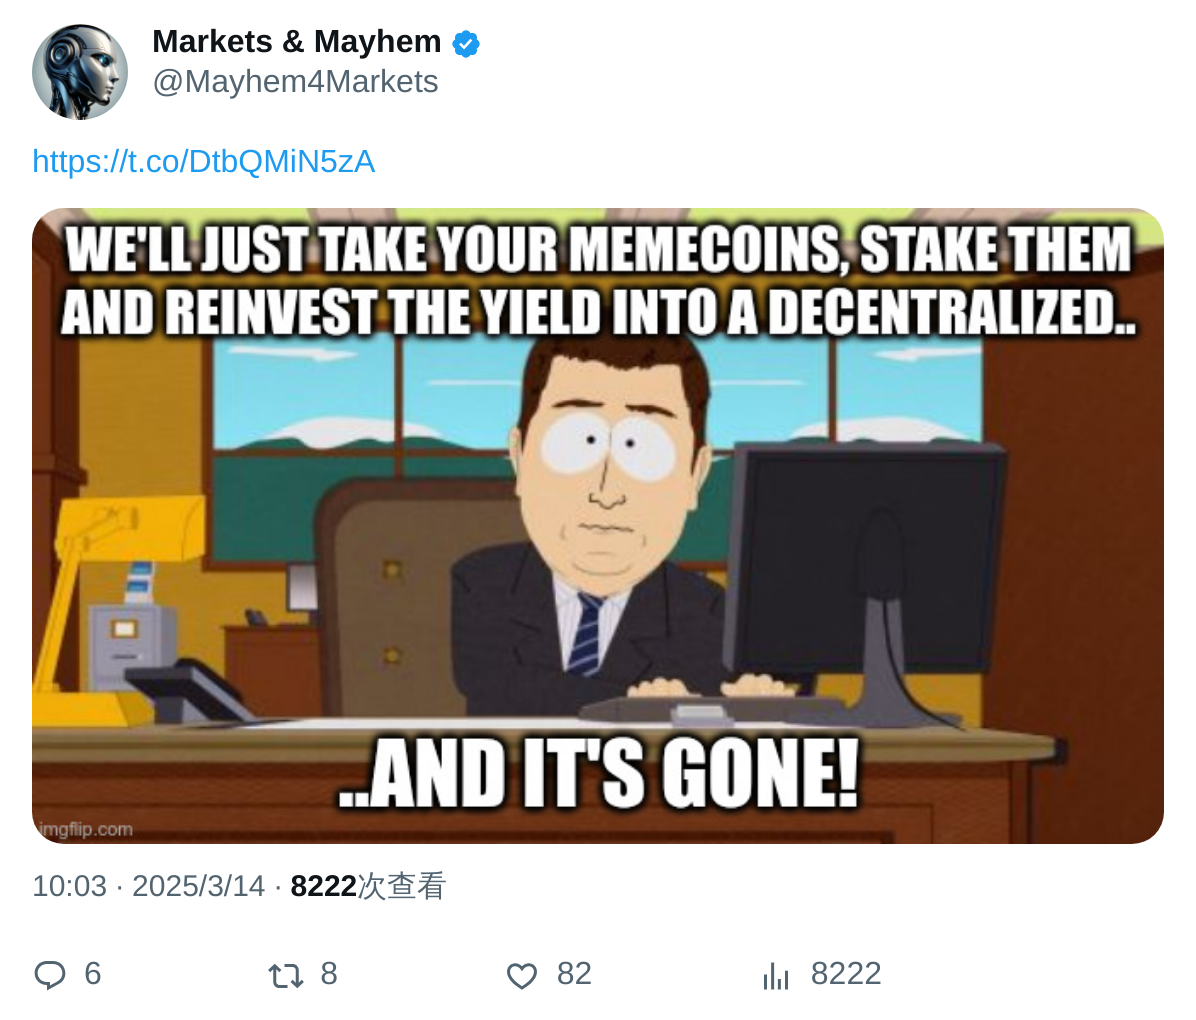 Markets & Mayhem
@Mayhem4Markets
https://t.co/DtbQMiN5zA
WE'LL JUST TAKE YOUR MEMECOINS, STAKE THEM
AND REINVEST THE YIELD INTO A DECENTRALIZED..
..AND IT'S GONE!
imgflip.com
10:03 · 2025/3/14 · 8222次查看
6 8 82 8222